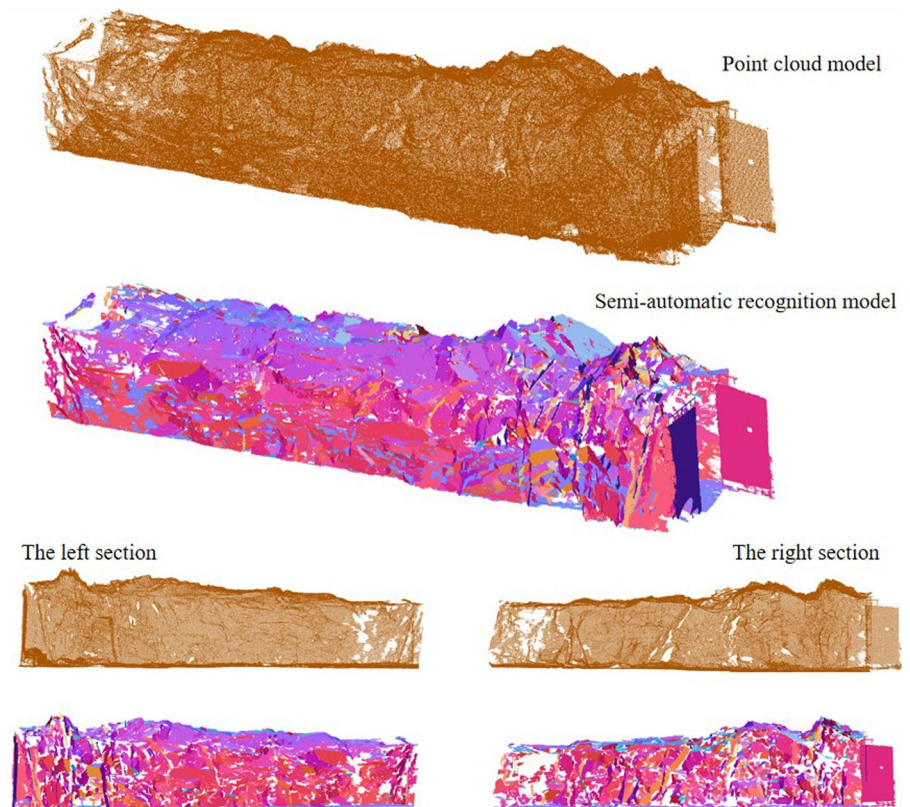 Point cloud model
Semi-automatic recognition model
The left section
The right section